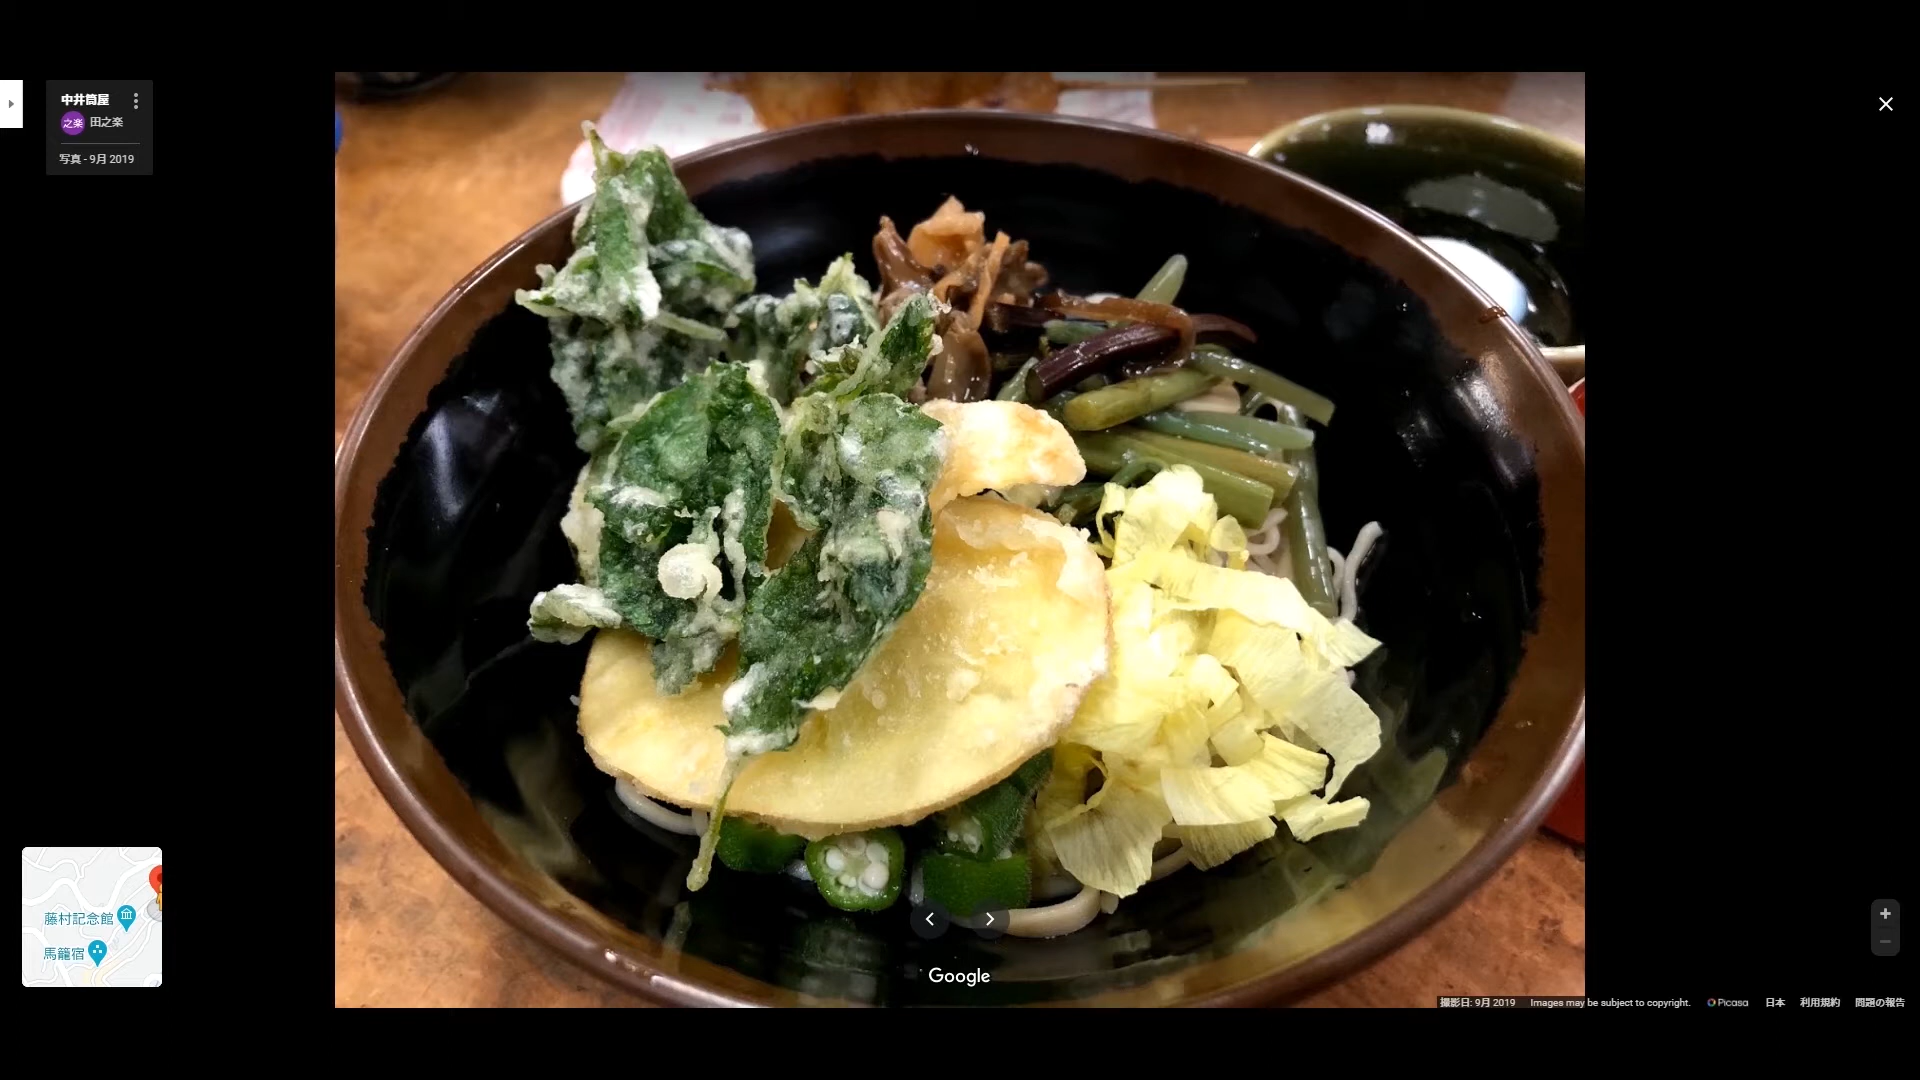 中井筒屋
之楽 田之楽
写真 - 9月 2019
藤村記念館
馬籠宿
Google
撮影日: 9月 2019 Images may be subject to copyright. Picasa 日本 利用規約 問題の報告